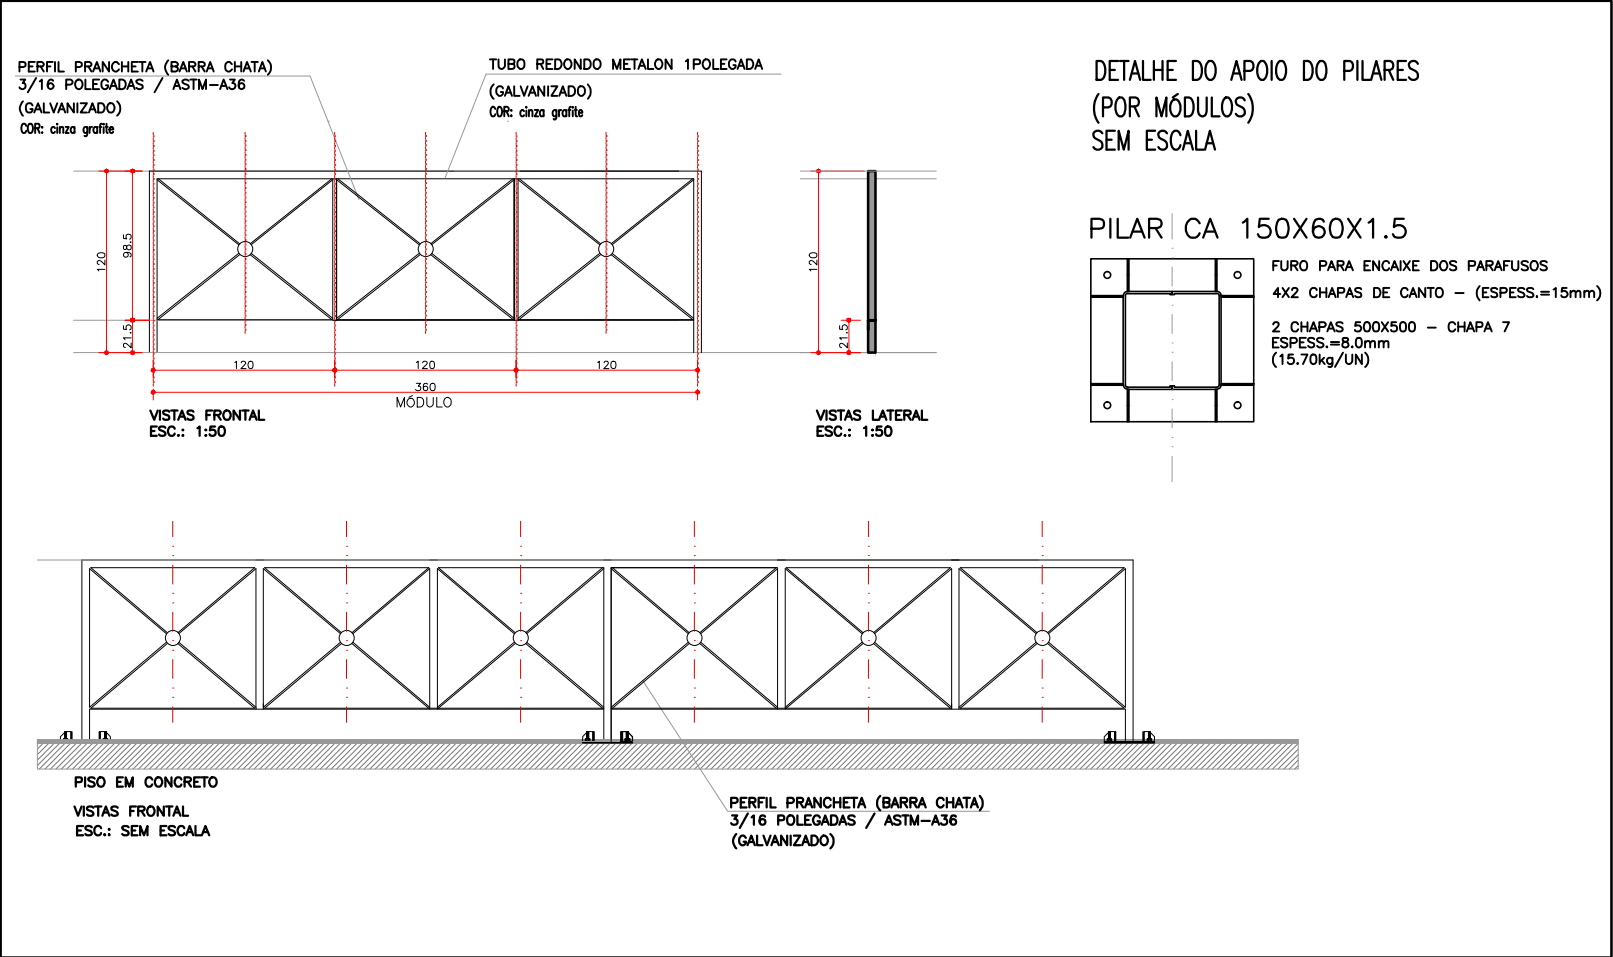 PERFIL PRANCHETA (BARRA CHATA)
3/16 POLEGADAS / ASTM-A36
(GALVANIZADO)
COR: cinza grafite
TUBO REDONDO METALON 1POLEGADA
(GALVANIZADO)
COR: cinza grafite
120
98.5
21.5
120
120
120
360
MÓDULO
VISTAS FRONTAL
ESC.: 1:50
120
21.5
VISTAS LATERAL
ESC.: 1:50
DETALHE DO APOIO DO PILARES
(POR MÓDULOS)
SEM ESCALA
PILAR CA 150X60X1.5
FURO PARA ENCAIXE DOS PARAFUSOS
4X2 CHAPAS DE CANTO - (ESPESS.=15mm)
2 CHAPAS 500X500 - CHAPA 7
ESPESS.=8.0mm
(15.70kg/UN)
PISO EM CONCRETO
VISTAS FRONTAL
ESC.: SEM ESCALA
PERFIL PRANCHETA (BARRA CHATA)
3/16 POLEGADAS / ASTM-A36
(GALVANIZADO)